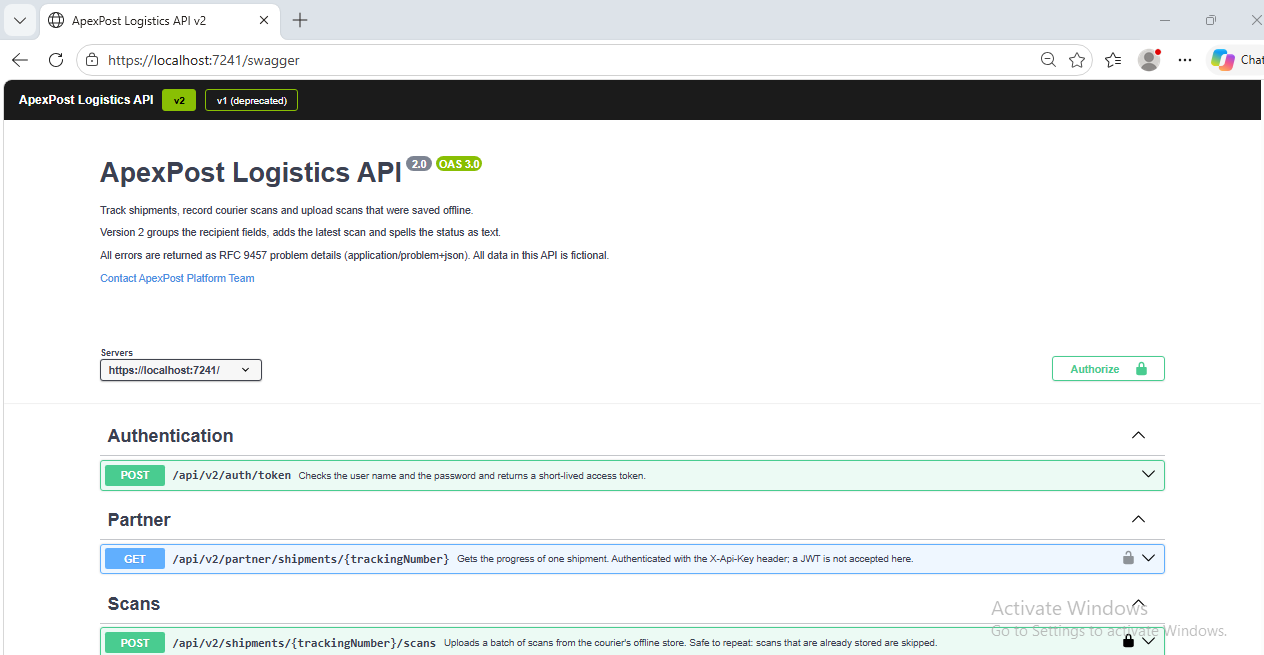 ApexPost Logistics API v2
https://localhost:7241/swagger
Chat
ApexPost Logistics API v2 v1 (deprecated)
ApexPost Logistics API 2.0 OAS 3.0
Track shipments, record courier scans and upload scans that were saved offline.
Version 2 groups the recipient fields, adds the latest scan and spells the status as text.
All errors are returned as RFC 9457 problem details (application/problem+json). All data in this API is fictional.
Contact ApexPost Platform Team
Servers
https://localhost:7241/
Authorize
Authentication
POST /api/v2/auth/token Checks the user name and the password and returns a short-lived access token.
Partner
GET /api/v2/partner/shipments/{trackingNumber} Gets the progress of one shipment. Authenticated with the X-Api-Key header; a JWT is not accepted here.
Scans
Activate Windows
Go to Settings to activate Windows.
POST /api/v2/shipments/{trackingNumber}/scans Uploads a batch of scans from the courier's offline store. Safe to repeat: scans that are already stored are skipped.